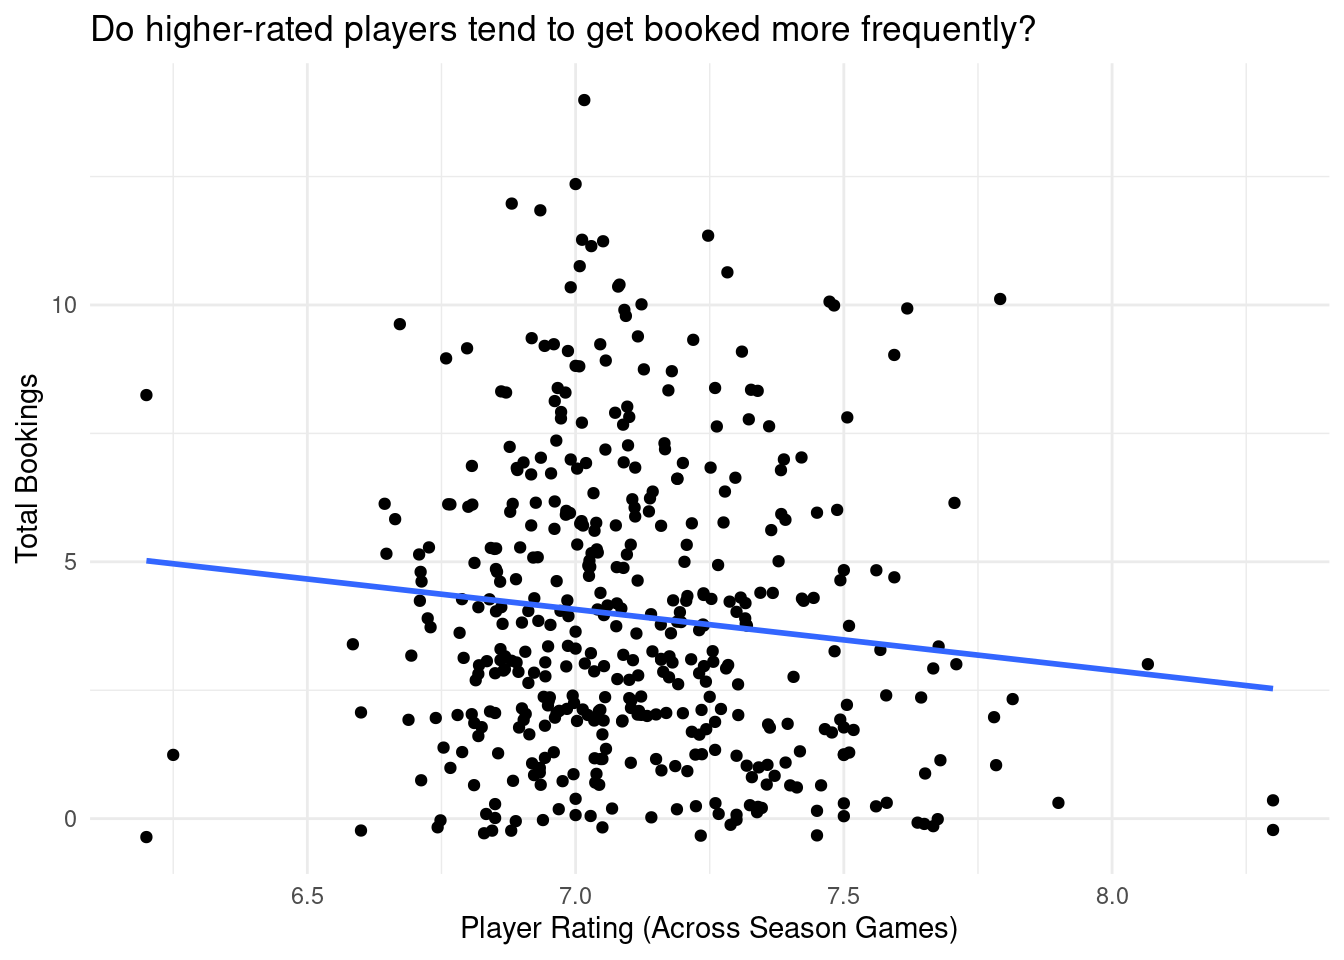 Do higher-rated players tend to get booked more frequently?
Total Bookings
10
5
0
6.5 7.0 7.5 8.0
Player Rating (Across Season Games)